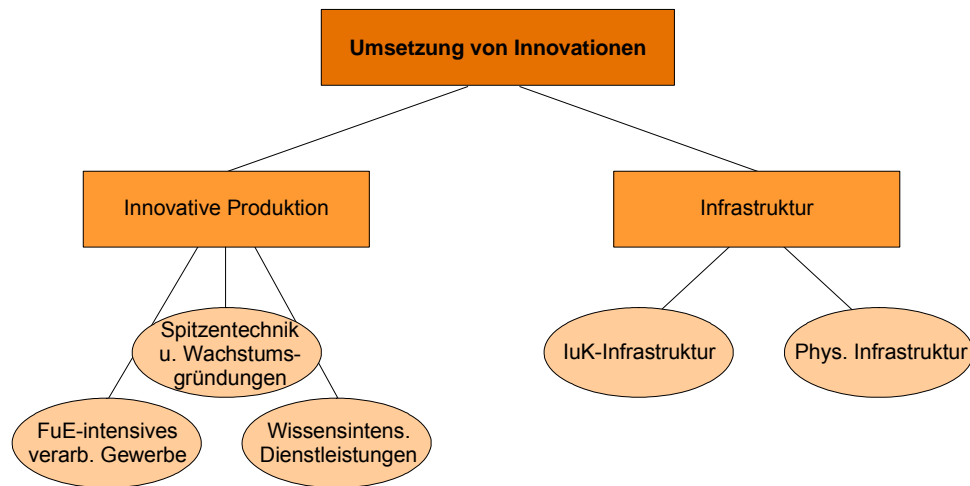 Umsetzung von Innovationen
Innovative Produktion
Infrastruktur
Spitzentechnik
u. Wachstums-
gründungen
IuK-Infrastruktur
Phys. Infrastruktur
FuE-intensives
verarb. Gewerbe
Wissensintens.
Dienstleistungen